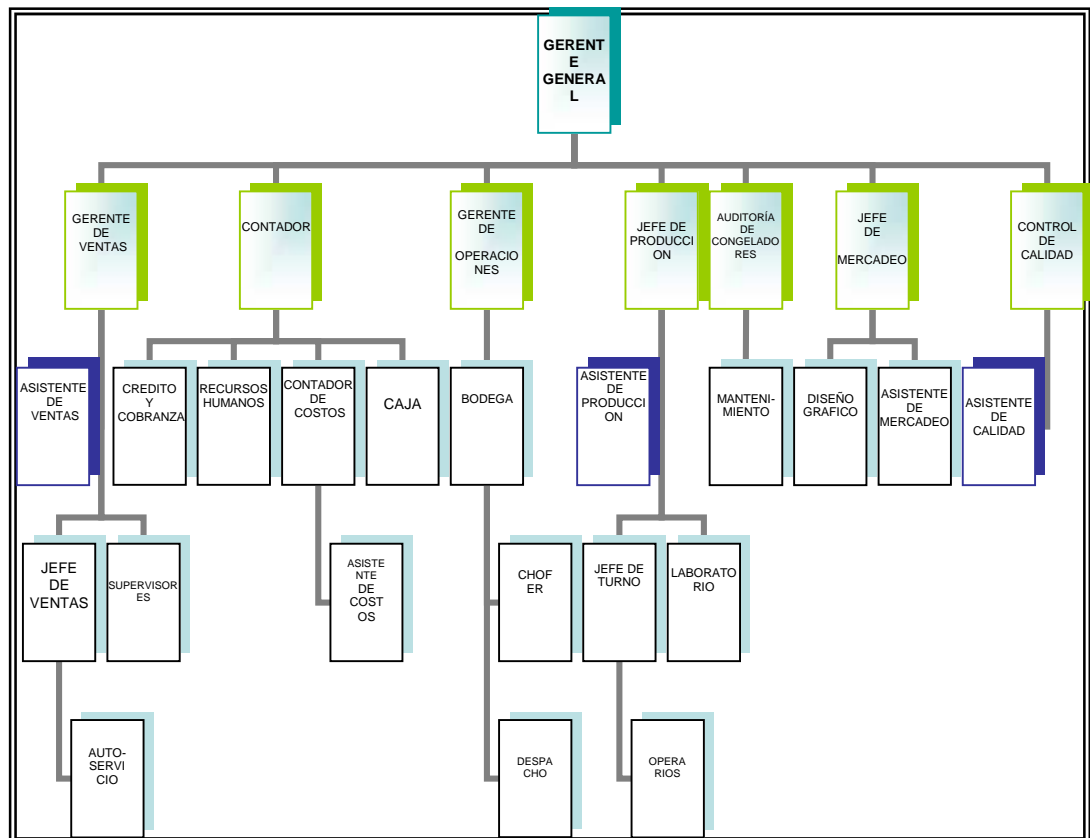 GERENT
E
GENERA
L
GERENTE
DE
VENTAS
CONTADOR
GERENTE
DE
OPERACIO
NES
JEFE DE
PRODUCCI
ON
AUDITORÍA
DE
CONGELADO
RES
JEFE
DE
MERCADEO
CONTROL
DE
CALIDAD
ASISTENTE
DE
VENTAS
CREDITO
Y
COBRANZA
RECURSOS
HUMANOS
CONTADOR
DE
COSTOS
CAJA
BODEGA
ASISTENTE
DE
PRODUCCI
ON
MANTENI-
MIENTO
DISEÑO
GRAFICO
ASISTENTE
DE
MERCADEO
ASISTENTE
DE
CALIDAD
JEFE
DE
VENTAS
SUPERVISOR
ES
ASISTE
NTE
DE
COST
OS
CHOF
ER
JEFE DE
TURNO
LABORATO
RIO
AUTO-
SERVI
CIO
DESPA
CHO
OPERA
RIOS